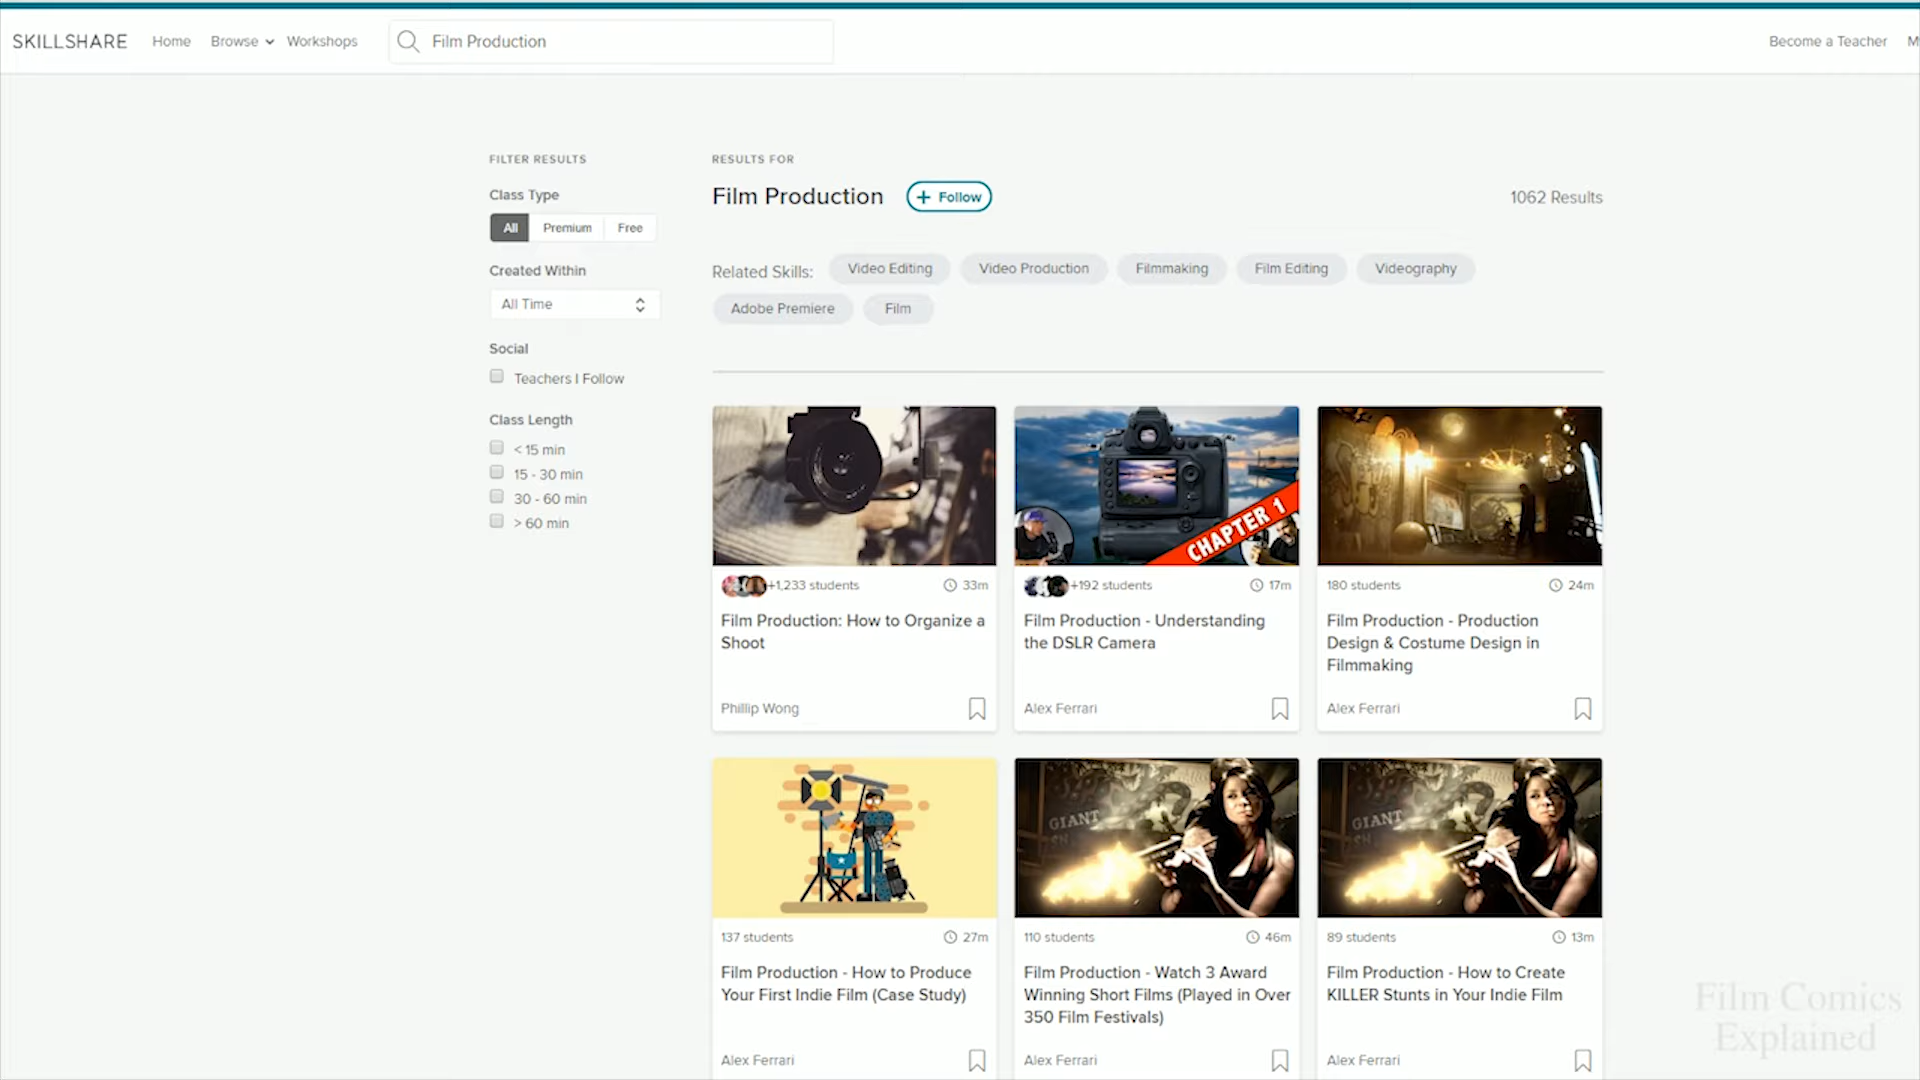 SKILLSHARE Home Browse Workshops Film Production Become a Teacher
FILTER RESULTS
Class Type
All Premium Free
Created Within
All Time
Social
Teachers I Follow
Class Length
< 15 min
15 - 30 min
30 - 60 min
> 60 min
RESULTS FOR
Film Production + Follow 1062 Results
Related Skills: Video Editing Video Production Filmmaking Film Editing Videography
Adobe Premiere Film
CHAPTER 1
+1,233 students 33m
Film Production: How to Organize a
Shoot
Phillip Wong
+192 students 17m
Film Production - Understanding
the DSLR Camera
Alex Ferrari
180 students 24m
Film Production - Production
Design & Costume Design in
Filmmaking
Alex Ferrari
137 students 27m
Film Production - How to Produce
Your First Indie Film (Case Study)
Alex Ferrari
GIANT
110 students 46m
Film Production - Watch 3 Award
Winning Short Films (Played in Over
350 Film Festivals)
Alex Ferrari
GIANT
89 students 13m
Film Production - How to Create
KILLER Stunts in Your Indie Film
Alex Ferrari
Film Comics
Explained